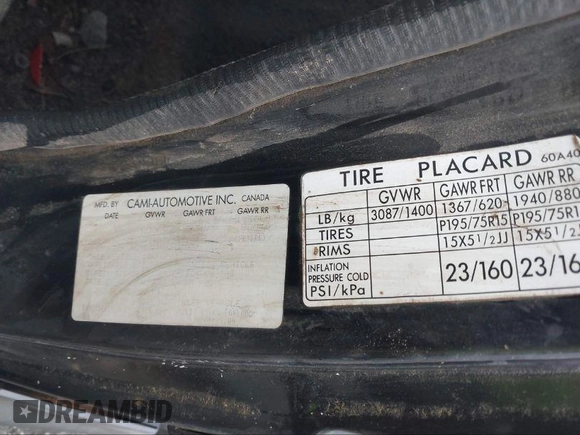 MFD. BY CAMI-AUTOMOTIVE INC. CANADA
DATE GVWR GAWR FRT GAWR RR
TIRE PLACARD 60A40
GVWR GAWR FRT GAWR RR
LB/kg 3087/1400 1367/620 1940/880
TIRES P195/75R15 P195/75R1
RIMS 15X5 1/2JJ 15X5 1/2J
INFLATION
PRESSURE COLD
PSI/kPa 23/160 23/16
DREAMBID